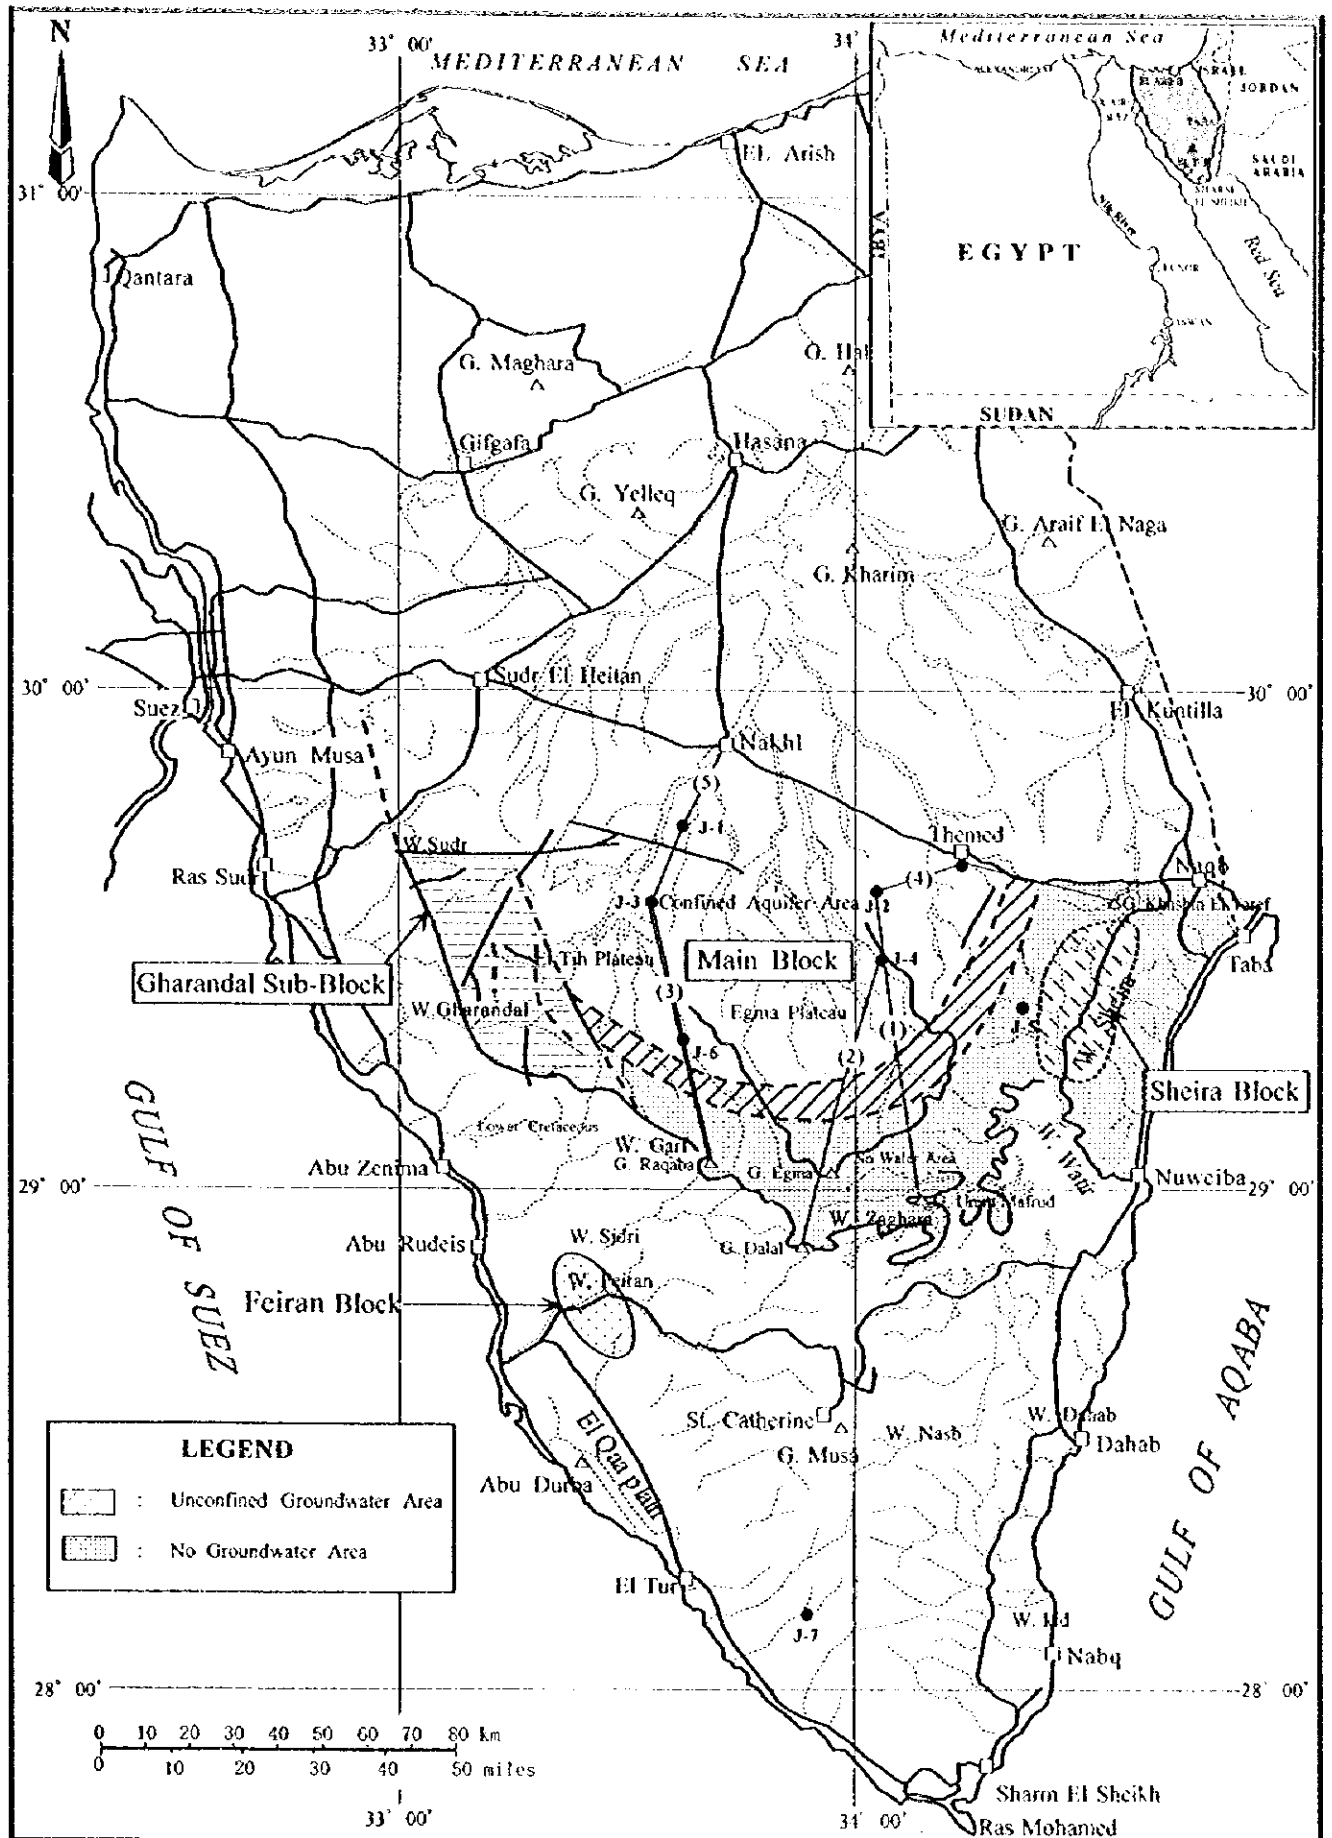 N
33° 00'
34°
MEDITERRANEAN SEA
Mediterranean Sea
ISRAEL
JORDAN
SAUDI
ARABIA
Nile River
EGYPT
Red Sea
LUXOR
ASWAN
SUDAN
EL Arish
31° 00'
Qantara
G. Maghara
Gifgafa
Hasana
G. Yelleq
G. Araif El Naga
G. Kharim
Sudr El Heitan
30° 00'
30° 00'
Suez
El Kuntilla
Ayun Musa
Nakhl
(5)
J-1
Themed
W. Sudr
Ras Sudr
Naqb
(4)
J-3
Confined Aquifer Area
J-2
Taba
El Tih Plateau
Main Block
J-4
Gharandal Sub-Block
(3)
W. Gharandal
Egma Plateau
(1)
W. Sheira
J-6
(2)
Sheira Block
Lower Cretaceous
W. Garf
G. Raqaba
No Water Area
W. Watir
Abu Zenima
G. Egma
Nuweiba
29° 00'
29° 00'
G. Umm Mafrud
W. Zaghara
Abu Rudeis
W. Sidri
G. Dalal
W. Feiran
Feiran Block
GULF OF SUEZ
GULF OF AQABA
St. Catherine
W. Nasb
W. Dahab
Dahab
G. Musa
El Qaa plain
Abu Durba
LEGEND
: Unconfined Groundwater Area
: No Groundwater Area
El Tur
J-7
W. Kid
Nabq
28° 00'
28° 00'
0 10 20 30 40 50 60 70 80 km
0 10 20 30 40 50 miles
Sharm El Sheikh
33° 00'
34° 00'
Ras Mohamed